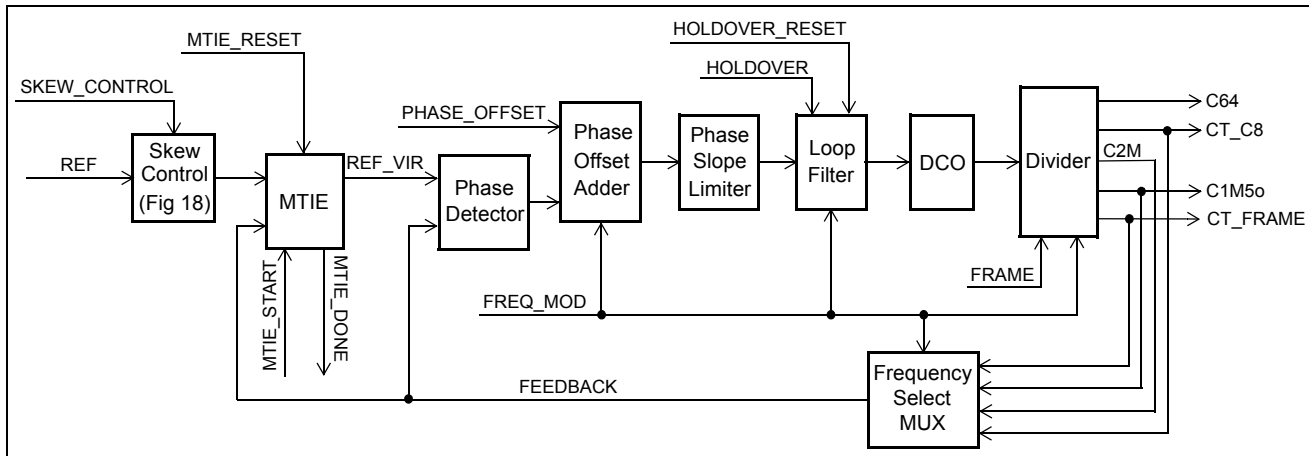 MTIE_RESET
HOLDOVER_RESET
HOLDOVER
SKEW_CONTROL
PHASE_OFFSET
REF
Skew
Control
(Fig 18)
MTIE
REF_VIR
Phase
Detector
Phase
Offset
Adder
Phase
Slope
Limiter
Loop
Filter
DCO
Divider
C64
CT_C8
C2M
C1M5o
CT_FRAME
MTIE_START
MTIE_DONE
FRAME
FREQ_MOD
FEEDBACK
Frequency
Select
MUX